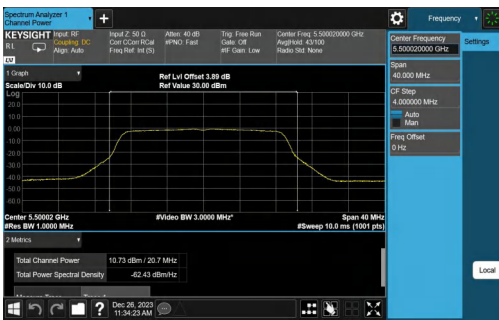 Spectrum Analyzer 1
Channel Power
+
Frequency
KEYSIGHT
Input: RF
Coupling: DC
Align: Auto
Input Z: 50 Ω
Corr CCorr RCal
Freq Ref: Int (S)
Atten: 40 dB
#PNO: Fast
Trig: Free Run
Gate: Off
#IF Gain: Low
Center Freq: 5.500020000 GHz
Avg|Hold: 43/100
Radio Std: None
RL
Center Frequency
5.500020000 GHz
Settings
Span
40.000 MHz
CF Step
4.000000 MHz
Auto
Man
Freq Offset
0 Hz
Local
1 Graph
Scale/Div 10.0 dB
Ref Lvl Offset 3.89 dB
Ref Value 30.00 dBm
Log
20.0
10.0
0.00
-10.0
-20.0
-30.0
-40.0
-50.0
-60.0
Center 5.50002 GHz
#Res BW 1.0000 MHz
#Video BW 3.0000 MHz*
Span 40 MHz
#Sweep 10.0 ms (1001 pts)
2 Metrics
Total Channel Power 10.73 dBm / 20.7 MHz
Total Power Spectral Density -62.43 dBm/Hz
?
Dec 26, 2023
11:34:23 AM